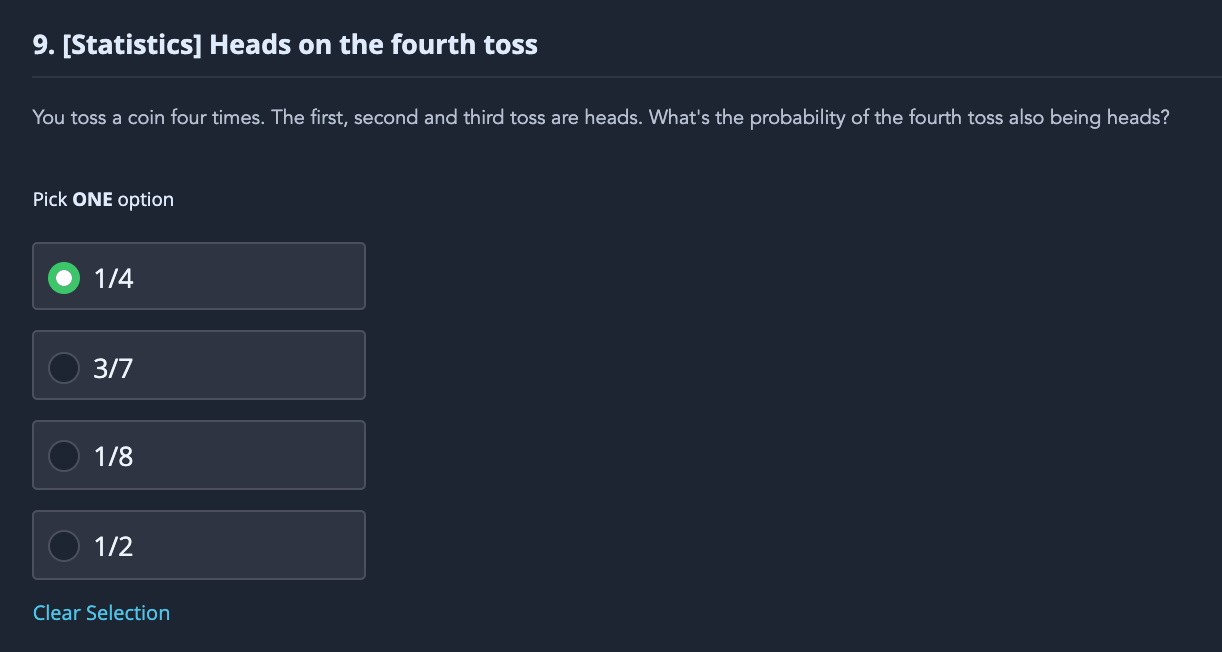 9. [Statistics] Heads on the fourth toss
You toss a coin four times. The first, second and third toss are heads. What's the probability of the fourth toss also being heads?
Pick ONE option
1/4
3/7
1/8
1/2
Clear Selection